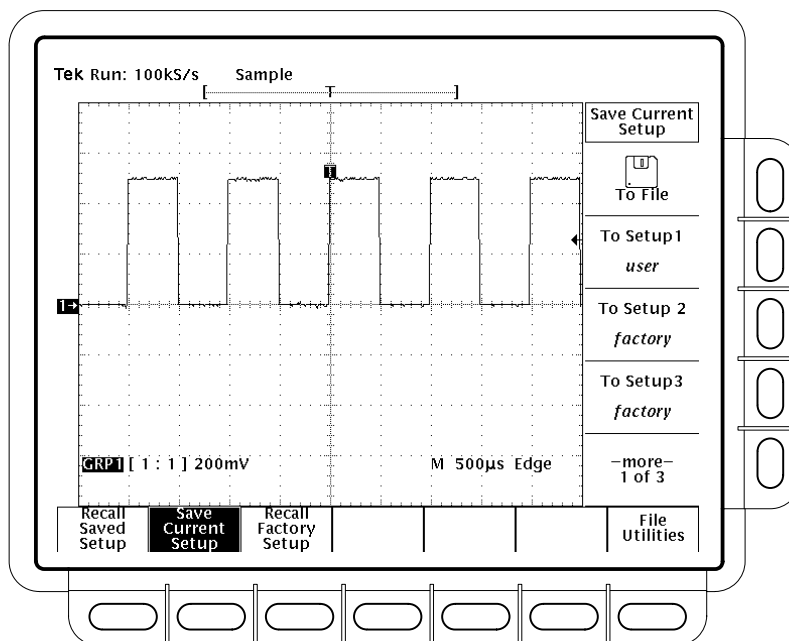 Tek Run: 100kS/s Sample
[ T ]
Save Current
Setup
T
To File
To Setup1
user
1→
To Setup 2
factory
To Setup3
factory
GRP1 [ 1 : 1 ] 200mV M 500µs Edge
–more–
1 of 3
Recall
Saved
Setup
Save
Current
Setup
Recall
Factory
Setup
File
Utilities